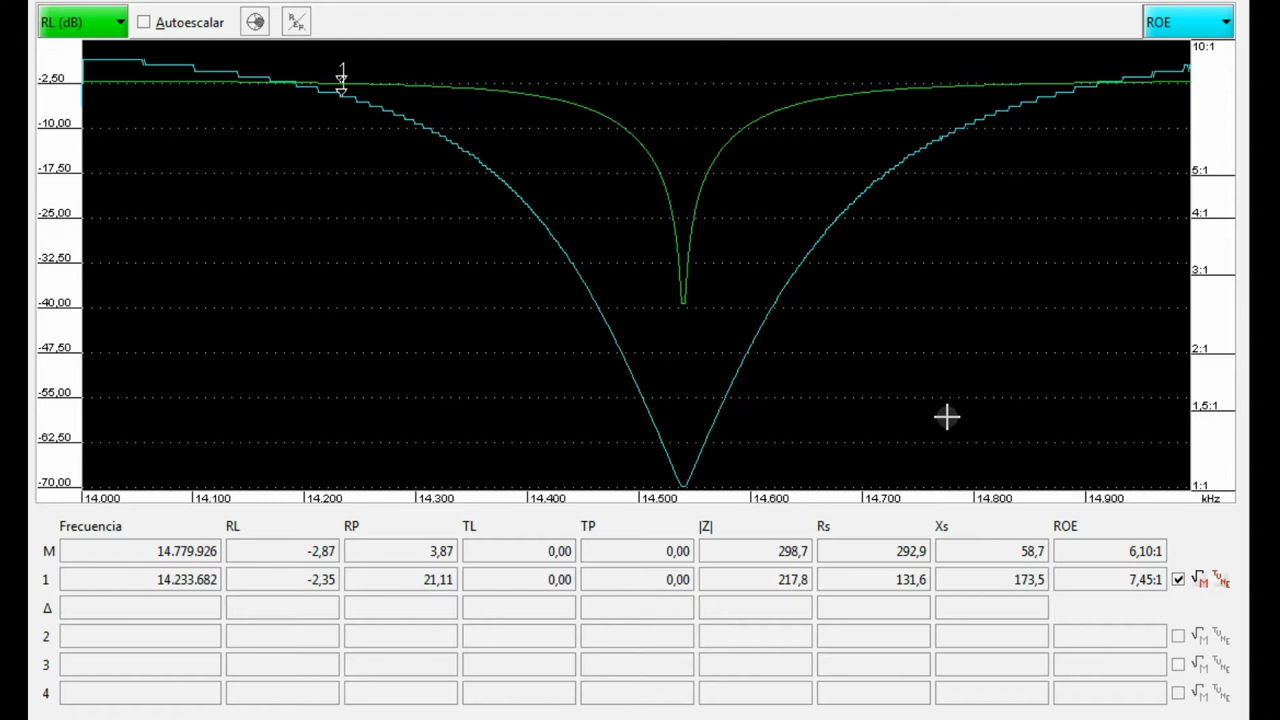 RL (dB) Autoescalar ROE
10:1
1
-2,50
-10,00
-17,50 5:1
-25,00 4:1
-32,50 3:1
-40,00
-47,50 2:1
-55,00 1,5:1
-62,50
-70,00 1:1
14.000 14.100 14.200 14.300 14.400 14.500 14.600 14.700 14.800 14.900 kHz
Frecuencia RL RP TL TP |Z| Rs Xs ROE
M 14.779.926 -2,87 3,87 0,00 0,00 298,7 292,9 58,7 6,10:1
1 14.233.682 -2,35 21,11 0,00 0,00 217,8 131,6 173,5 7,45:1 √M TUNE
Δ
2 √M TUNE
3 √M TUNE
4 √M TUNE